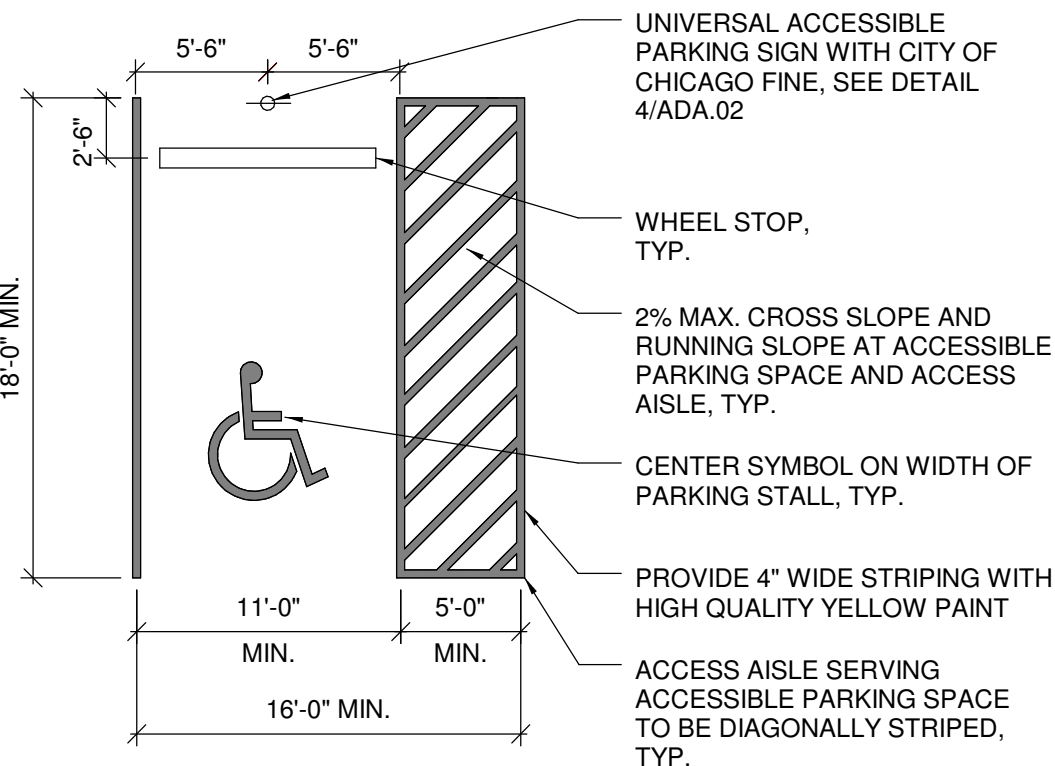 5'-6"
5'-6"
2'-6"
18'-0" MIN.
UNIVERSAL ACCESSIBLE
PARKING SIGN WITH CITY OF
CHICAGO FINE, SEE DETAIL
4/ADA.02
WHEEL STOP,
TYP.
2% MAX. CROSS SLOPE AND
RUNNING SLOPE AT ACCESSIBLE
PARKING SPACE AND ACCESS
AISLE, TYP.
CENTER SYMBOL ON WIDTH OF
PARKING STALL, TYP.
PROVIDE 4" WIDE STRIPING WITH
HIGH QUALITY YELLOW PAINT
ACCESS AISLE SERVING
ACCESSIBLE PARKING SPACE
TO BE DIAGONALLY STRIPED,
TYP.
11'-0"
MIN.
5'-0"
MIN.
16'-0" MIN.